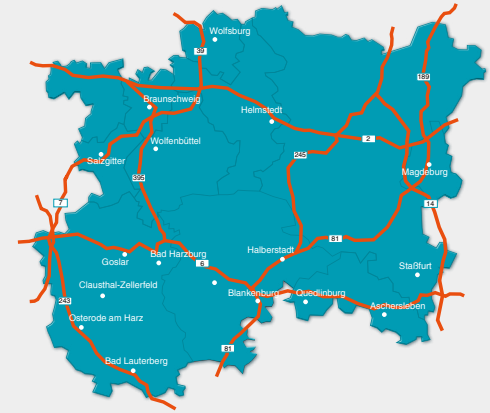 Wolfsburg
39
189
Braunschweig
Helmstedt
2
Wolfenbüttel
Salzgitter
245
Magdeburg
395
7
14
81
Halberstadt
Goslar
Bad Harzburg
6
Staßfurt
Clausthal-Zellerfeld
Blankenburg
Quedlinburg
243
Aschersleben
Osterode am Harz
81
Bad Lauterberg